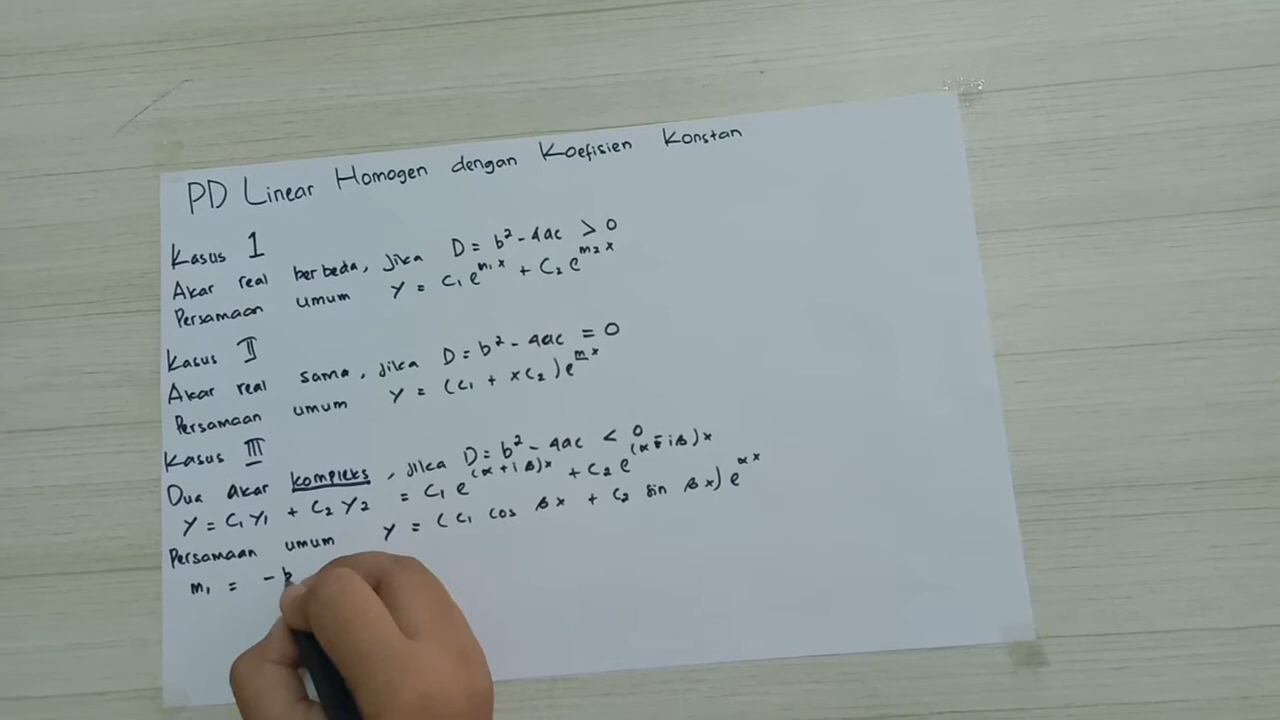 PD Linear Homogen dengan Koefisien Konstan
Kasus I
Akar real berbeda, Jika D = b² - 4ac > 0
Persamaan umum y = C₁e^(m₁x) + C₂e^(m₂x)
Kasus II
Akar real sama, Jika D = b² - 4ac = 0
Persamaan umum y = (C₁ + xC₂)e^(mx)
Kasus III
Dua akar kompleks, Jika D = b² - 4ac < 0
y = C₁y₁ + C₂y₂ = C₁e^((α+iβ)x) + C₂e^((α-iβ)x)
Persamaan umum y = (C₁ cos βx + C₂ sin βx)e^(αx)
m₁ = -b